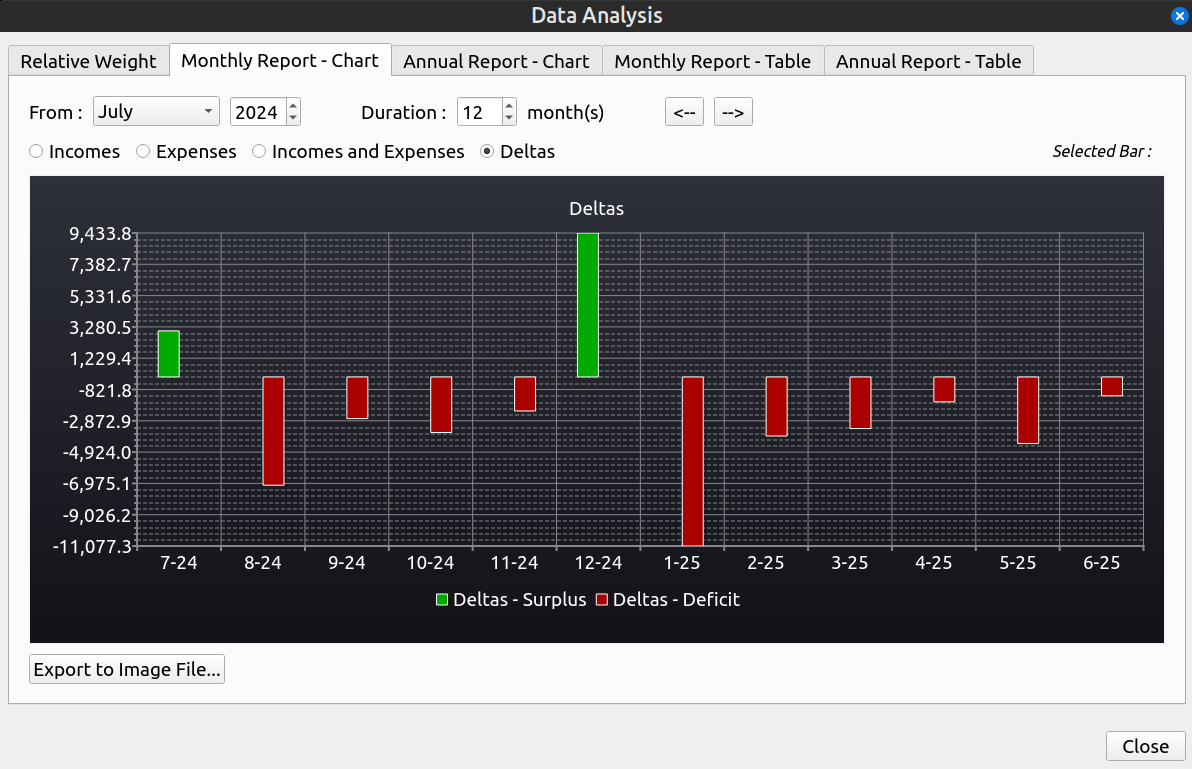 Data Analysis
Relative Weight Monthly Report - Chart Annual Report - Chart Monthly Report - Table Annual Report - Table
From : July 2024 Duration : 12 month(s) <-- -->
Incomes Expenses Incomes and Expenses Deltas Selected Bar :
Deltas
9,433.8
7,382.7
5,331.6
3,280.5
1,229.4
-821.8
-2,872.9
-4,924.0
-6,975.1
-9,026.2
-11,077.3
7-24 8-24 9-24 10-24 11-24 12-24 1-25 2-25 3-25 4-25 5-25 6-25
Deltas - Surplus Deltas - Deficit
Export to Image File...
Close